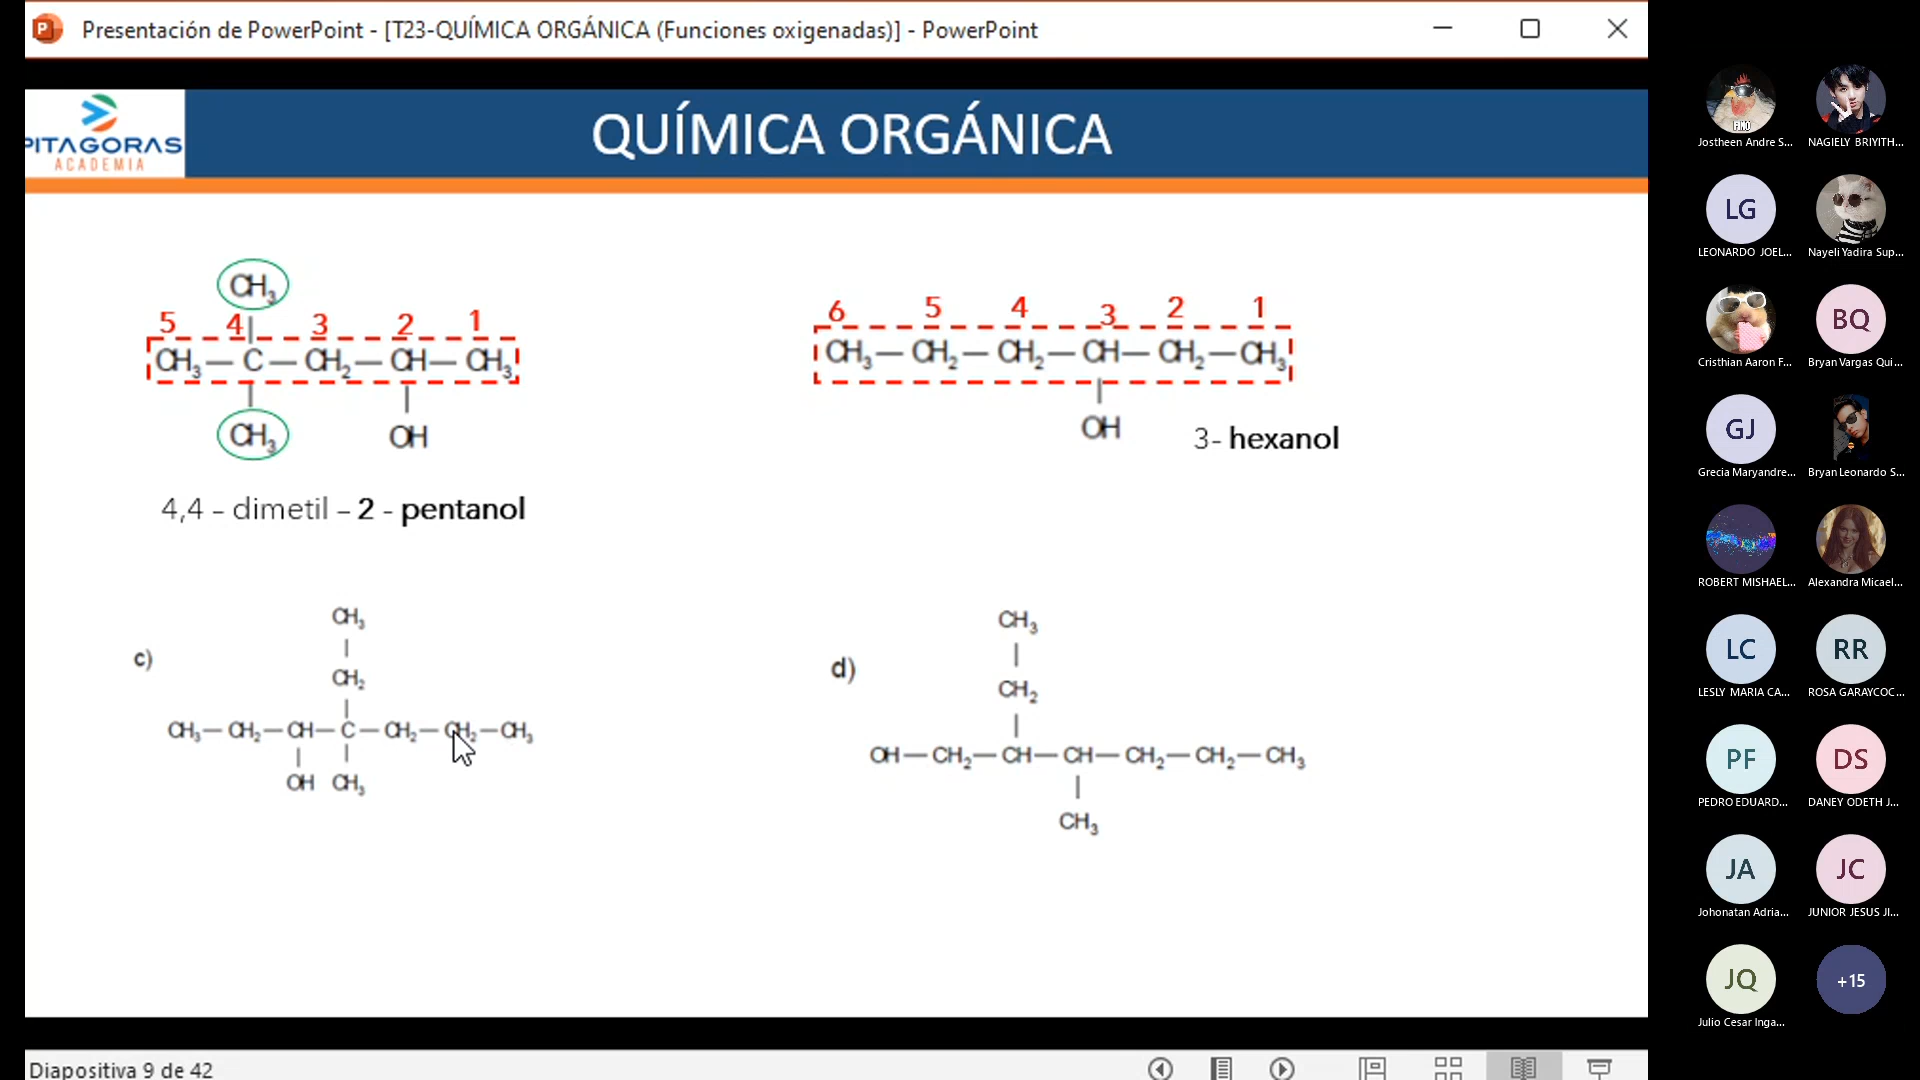 Presentación de PowerPoint - [T23-QUÍMICA ORGÁNICA (Funciones oxigenadas)] - PowerPoint
PITAGORAS
ACADEMIA
QUÍMICA ORGÁNICA
CH3
5 4 3 2 1
CH3 — C — CH2 — CH — CH3
CH3 OH
4,4 – dimetil – 2 - pentanol
6 5 4 3 2 1
CH3 — CH2 — CH2 — CH — CH2 — CH3
OH
3- hexanol
c)
CH3
CH2
CH3 — CH2 — CH — C — CH2 — CH2 — CH3
OH CH3
d)
CH3
CH2
OH — CH2 — CH — CH — CH2 — CH2 — CH3
CH3
Diapositiva 9 de 42
FINO
Jostheen Andre S...
NAGIELY BRIYITH...
LG
LEONARDO JOEL...
Nayeli Yadira Sup...
Cristhian Aaron F...
BQ
Bryan Vargas Qui...
GJ
Grecia Maryandre...
Bryan Leonardo S...
ROBERT MISHAEL...
Alexandra Micael...
LC
LESLY MARIA CA...
RR
ROSA GARAYCOC...
PF
PEDRO EDUARD...
DS
DANEY ODETH J...
JA
Johonatan Adria...
JC
JUNIOR JESUS JI...
JQ
Julio Cesar Inga...
+15